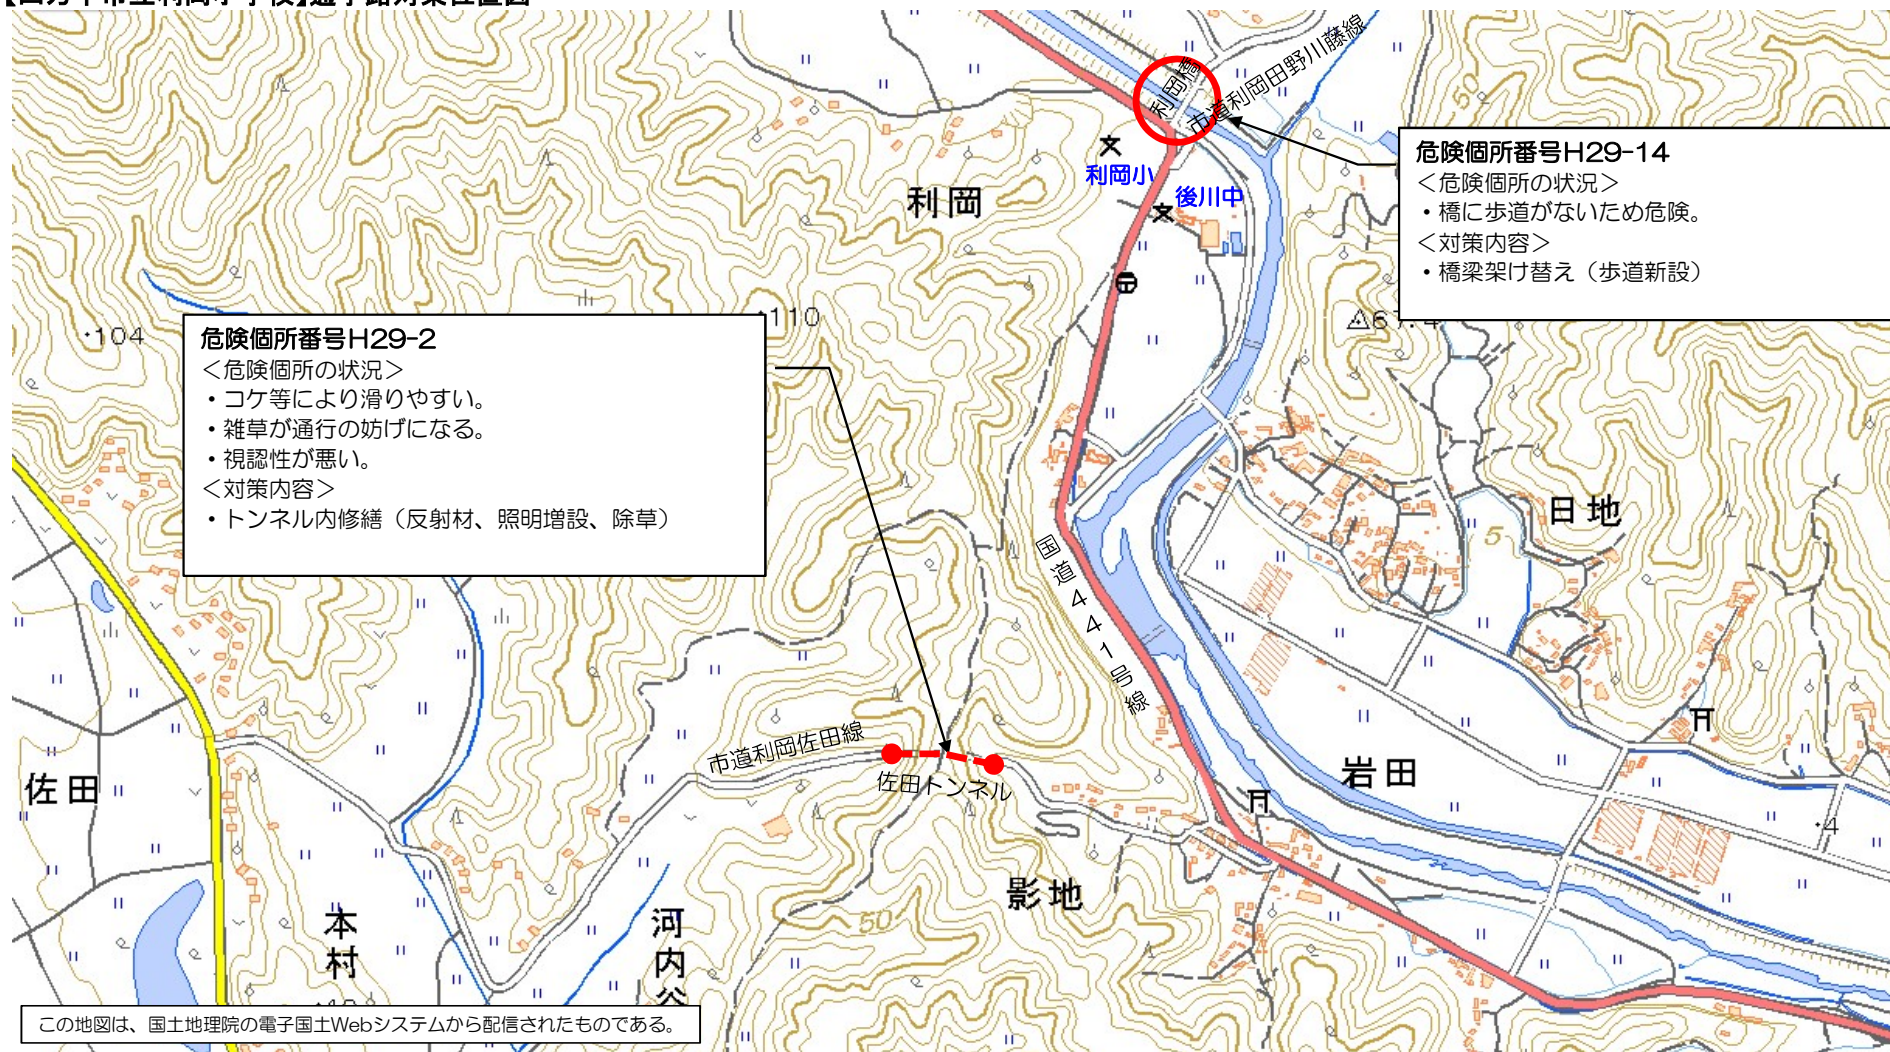 利岡橋
市道利岡田野川藤線
危険個所番号H29-14
＜危険個所の状況＞
・橋に歩道がないため危険。
＜対策内容＞
・橋梁架け替え（歩道新設）
利岡小
後川中
利岡
110
104
67.4
50
危険個所番号H29-2
＜危険個所の状況＞
・コケ等により滑りやすい。
・雑草が通行の妨げになる。
・視認性が悪い。
＜対策内容＞
・トンネル内修繕（反射材、照明増設、除草）
日地
5
国道441号線
市道利岡佐田線
佐田トンネル
佐田
岩田
4
影地
50
本村
河内谷
この地図は、国土地理院の電子国土Webシステムから配信されたものである。